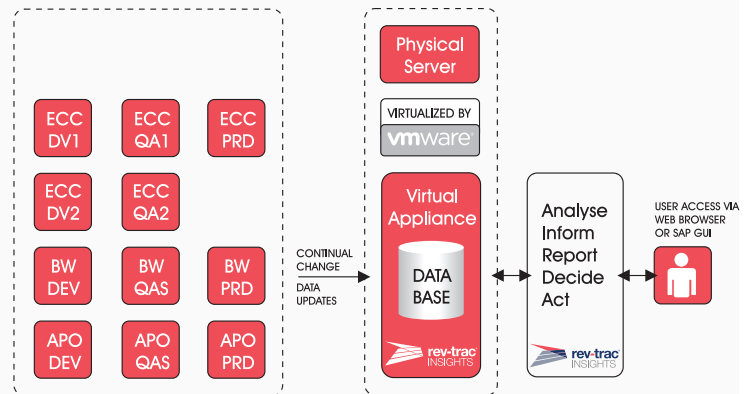 ECC
DV1
ECC
QA1
ECC
PRD
ECC
DV2
ECC
QA2
BW
DEV
BW
QAS
BW
PRD
APO
DEV
APO
QAS
APO
PRD
CONTINUAL
CHANGE
DATA
UPDATES
Physical
Server
VIRTUALIZED BY
vmware®
Virtual
Appliance
DATA
BASE
rev-trac
INSIGHTS
Analyse
Inform
Report
Decide
Act
rev-trac
INSIGHTS
USER ACCESS VIA
WEB BROWSER
OR SAP GUI